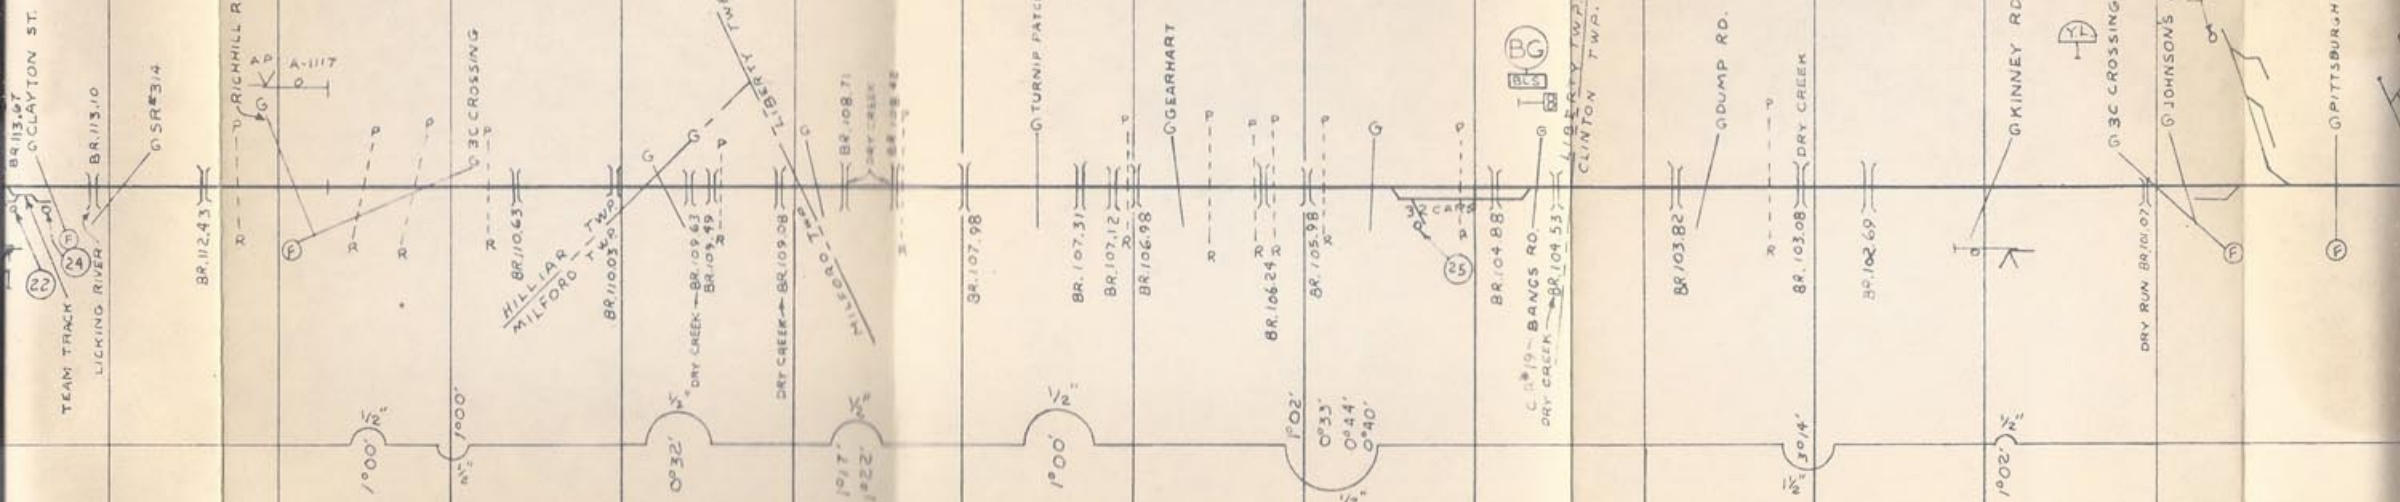 BR.113.67
G CLAYTON ST.
22
24
F
TEAM TRACK
LICKING RIVER
BR.113.10
G SR#314
BR.112.43
RICHHILL R
G
AP
A-1117
F
P
R
P
R
P
R
G 3C CROSSING
P
R
BR.110.63
HILLIAR
MILFORD
TWP
BR.110.03
G
G
DRY CREEK
BR.109.63
BR.109.49
P
R
DRY CREEK
BR.109.08
LIBERTY TWP
MILFORD TWP
G
BR.108.71
DRY CREEK
P
R
BR.107.98
G TURNIP PATC
BR.107.31
BR.107.12
P
R
BR.106.98
G GEARHART
P
R
P
R
P
R
BR.106.24
BR.105.98
P
R
G
32 CARS
25
P
R
BR.104.88
BG
BLS
G
C.A#19-BANGS RD.
DRY CREEK
BR.104.53
LIBERTY TWP.
CLINTON TWP.
BR.103.82
G DUMP RD.
P
R
DRY CREEK
BR.103.08
BR.102.69
G KINNEY RD
G 3C CROSSING
G JOHNSON'S
DRY RUN BR.101.07
F
G PITTSBURGH
F
1°00'
1/2"
1°00'
1/2"
0°32'
1/2"
1°17'
1°22'
1/2"
1°00'
1/2"
1°02'
0°33'
0°44'
0°40'
3°14'
1°02'
1/2"